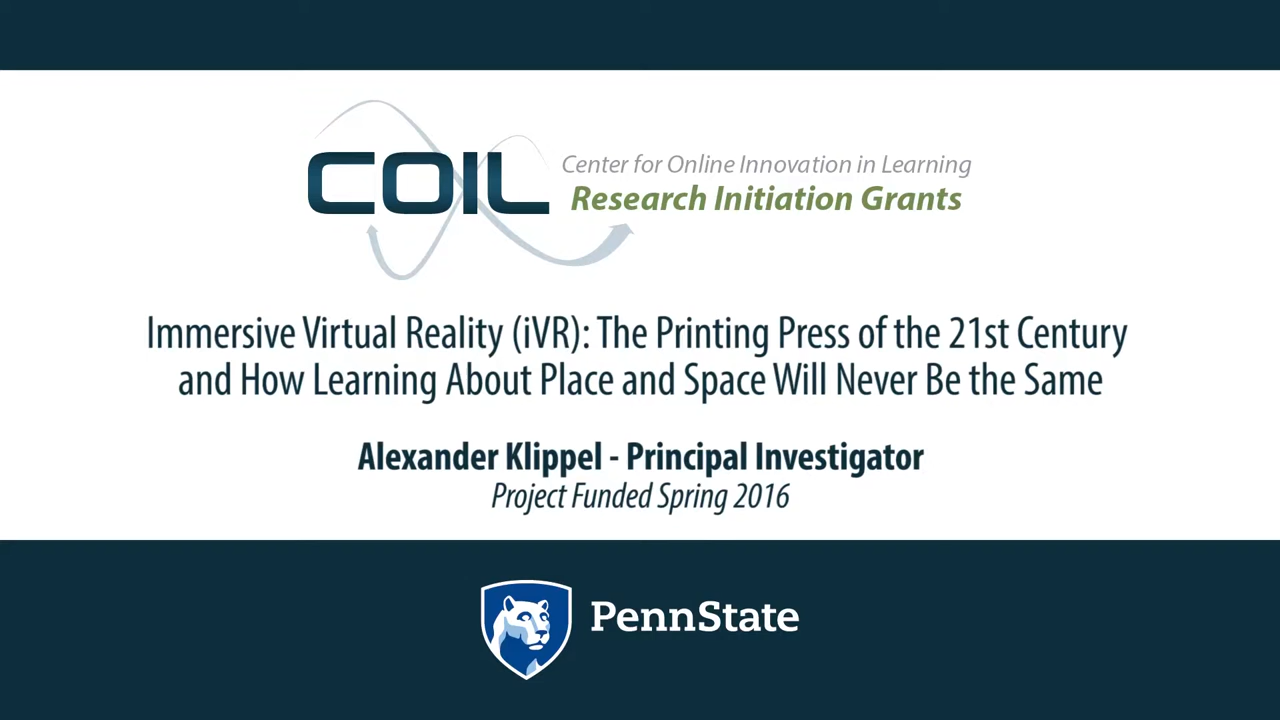 COIL
Center for Online Innovation in Learning
Research Initiation Grants
Immersive Virtual Reality (iVR): The Printing Press of the 21st Century
and How Learning About Place and Space Will Never Be the Same
Alexander Klippel - Principal Investigator
Project Funded Spring 2016
PennState